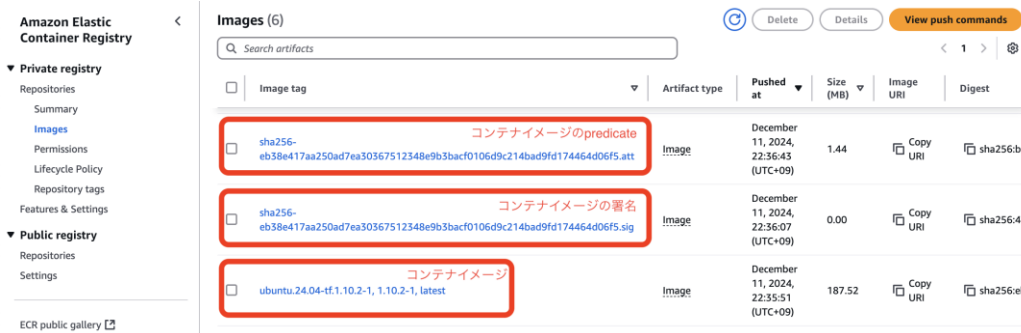 Amazon Elastic
Container Registry
Private registry
Repositories
Summary
Images
Permissions
Lifecycle Policy
Repository tags
Features & Settings
Public registry
Repositories
Settings
ECR public gallery
Images (6)
Delete
Details
View push commands
Search artifacts
1
Image tag
Artifact type
Pushed
at
Size
(MB)
Image
URI
Digest
コンテナイメージのpredicate
sha256-
eb38e417aa250ad7ea30367512348e9b3bacf0106d9c214bad9fd174464d06f5.att
Image
December
11, 2024,
22:36:43
(UTC+09)
1.44
Copy
URI
sha256:b
コンテナイメージの署名
sha256-
eb38e417aa250ad7ea30367512348e9b3bacf0106d9c214bad9fd174464d06f5.sig
Image
December
11, 2024,
22:36:07
(UTC+09)
0.00
Copy
URI
sha256:4
コンテナイメージ
ubuntu.24.04-tf.1.10.2-1, 1.10.2-1, latest
Image
December
11, 2024,
22:35:51
(UTC+09)
187.52
Copy
URI
sha256:el